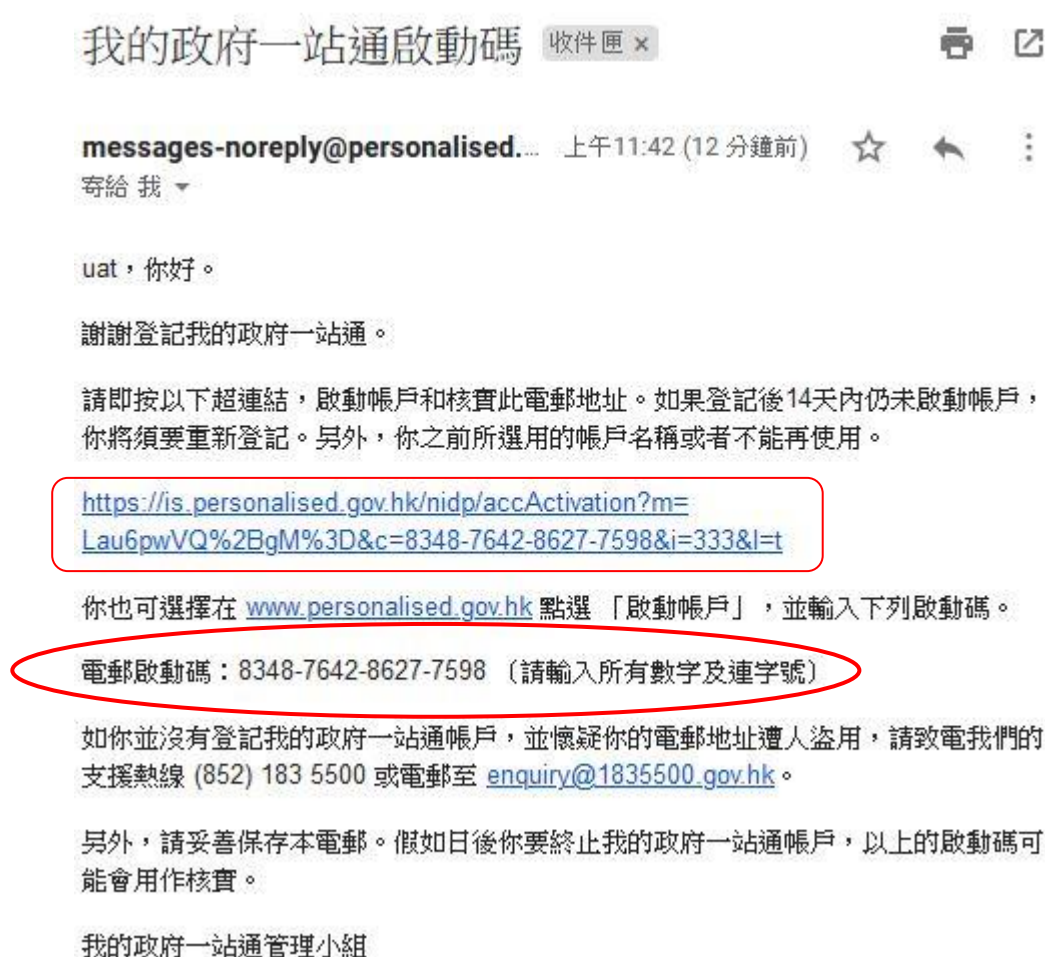 我的政府一站通啟動碼 收件匣 x
messages-noreply@personalised.... 上午11:42 (12 分鐘前)
寄給 我
uat，你好。
謝謝登記我的政府一站通。
請即按以下超連結，啟動帳戶和核實此電郵地址。如果登記後14天內仍未啟動帳戶，
你將須要重新登記。另外，你之前所選用的帳戶名稱或者不能再使用。
https://is.personalised.gov.hk/nidp/accActivation?m=
Lau6pwVQ%2BgM%3D&c=8348-7642-8627-7598&i=333&l=t
你也可選擇在 www.personalised.gov.hk 點選 「啟動帳戶」，並輸入下列啟動碼。
電郵啟動碼：8348-7642-8627-7598 （請輸入所有數字及連字號）
如你並沒有登記我的政府一站通帳戶，並懷疑你的電郵地址遭人盜用，請致電我們的
支援熱線 (852) 183 5500 或電郵至 enquiry@1835500.gov.hk。
另外，請妥善保存本電郵。假如日後你要終止我的政府一站通帳戶，以上的啟動碼可
能會用作核實。
我的政府一站通管理小組